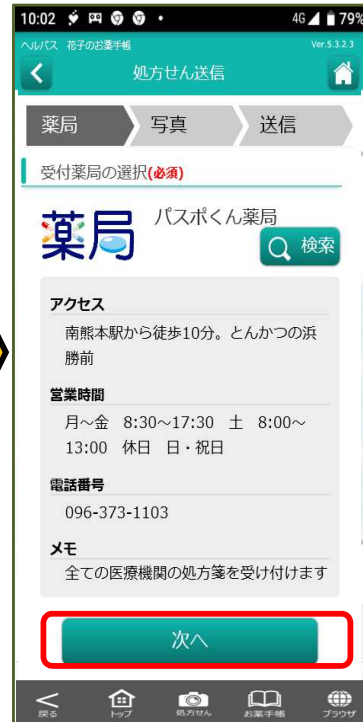 10:02 4G 79%
ヘルパス 花子のお薬手帳 Ver.5.2.3
処方せん送信
薬局 写真 送信
受付薬局の選択(必須)
薬局 パスポくん薬局
検索
アクセス
南熊本駅から徒歩10分。とんかつの浜
勝前
営業時間
月～金 8:30～17:30 土 8:00～
13:00 休日 日・祝日
電話番号
096-373-1103
メモ
全ての医療機関の処方箋を受け付けます
次へ
戻る トップ 処方せん お薬手帳 ブラウザ